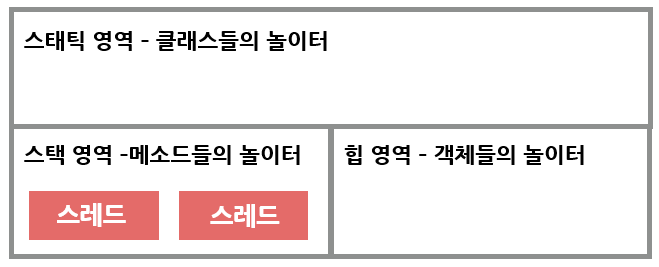 스태틱 영역 - 클래스들의 놀이터
스택 영역 -메소드들의 놀이터
힙 영역 - 객체들의 놀이터
스레드
스레드